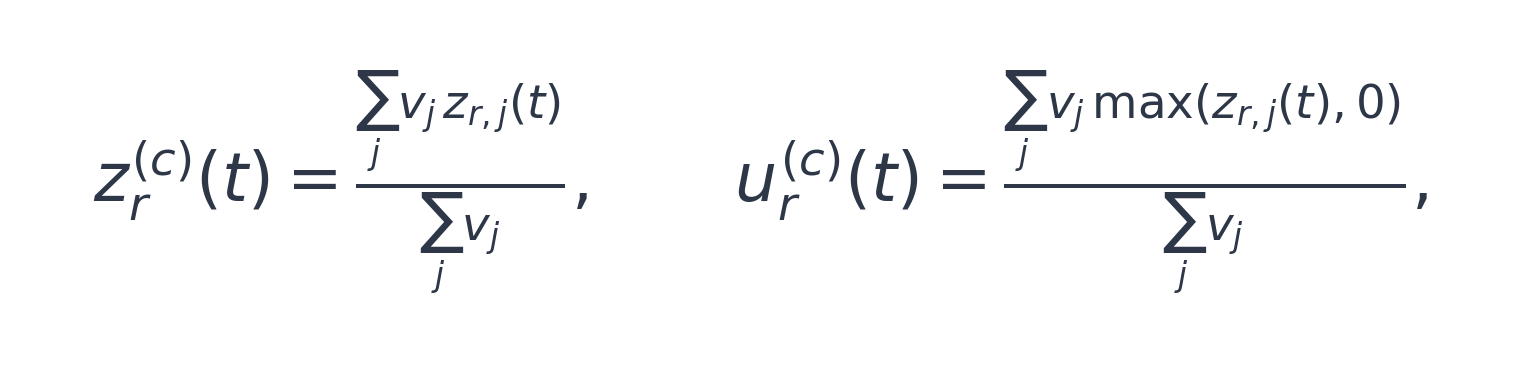 $z_r^{(c)}(t) = \frac{\sum_j v_j \, z_{r,j}(t)}{\sum_j v_j}, \qquad u_r^{(c)}(t) = \frac{\sum_j v_j \, \max(z_{r,j}(t), 0)}{\sum_j v_j},$